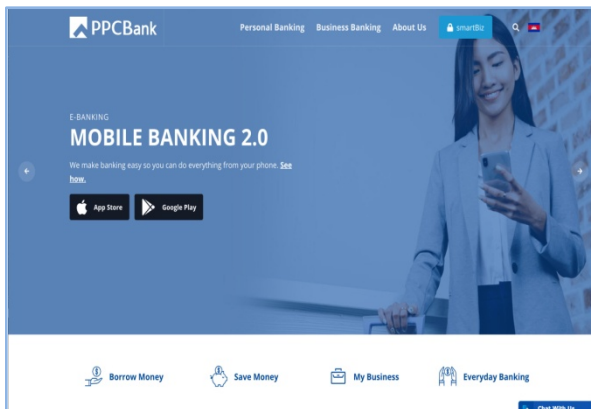 PPCBank
Personal Banking Business Banking About Us smartBiz
E-BANKING
MOBILE BANKING 2.0
We make banking easy so you can do everything from your phone. See
how.
App Store Google Play
Borrow Money Save Money My Business Everyday Banking
Chat With Us